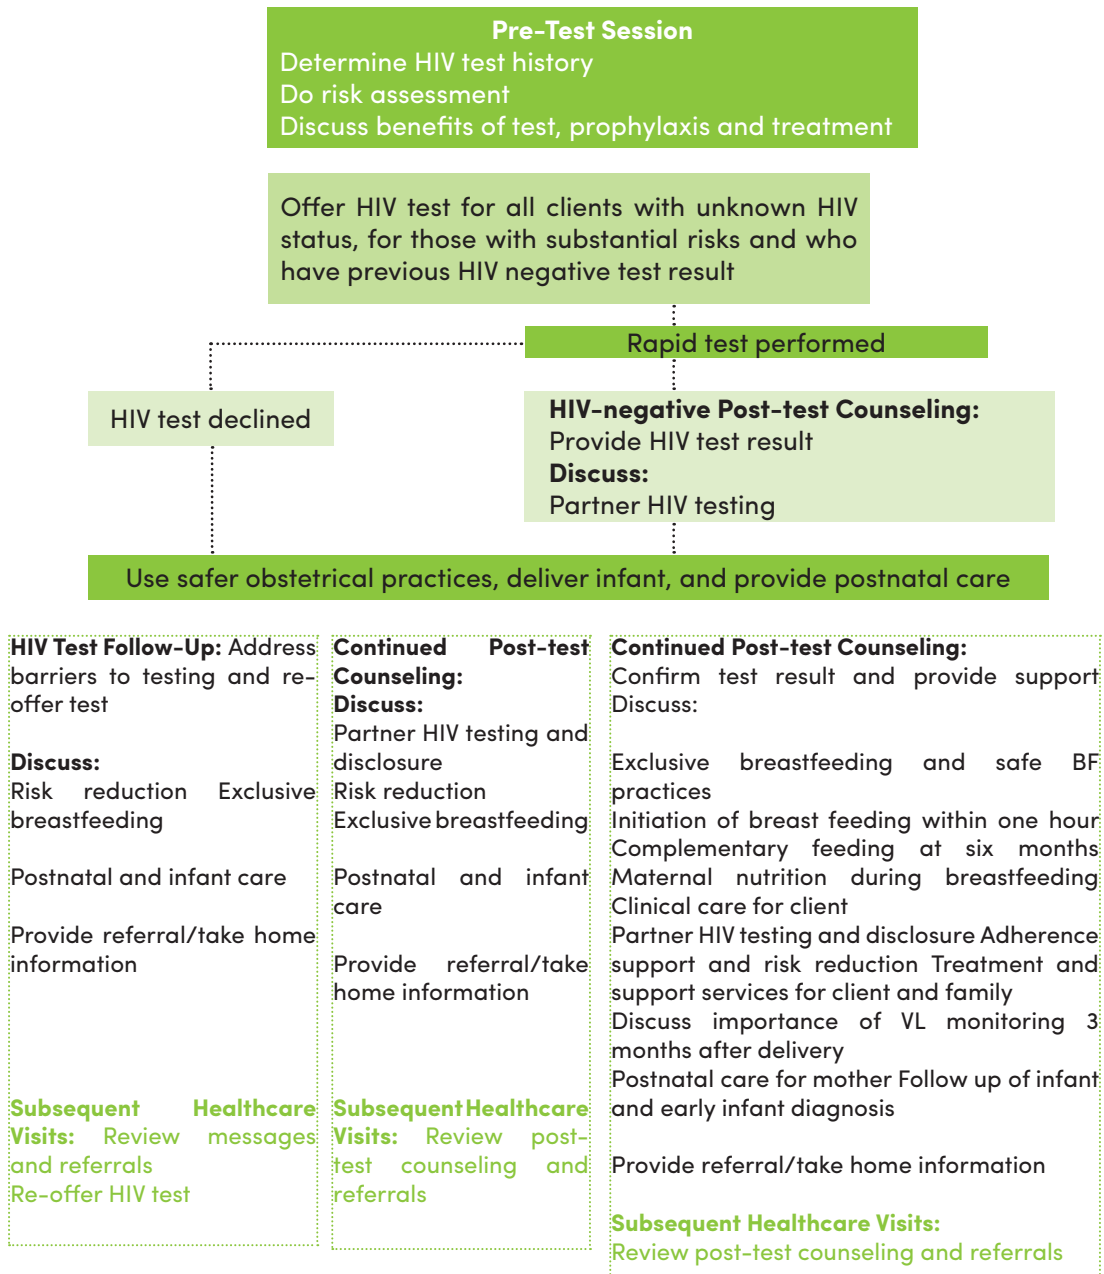 Pre-Test Session
Determine HIV test history
Do risk assessment
Discuss benefits of test, prophylaxis and treatment
Offer HIV test for all clients with unknown HIV
status, for those with substantial risks and who
have previous HIV negative test result
Rapid test performed
HIV test declined
HIV-negative Post-test Counseling:
Provide HIV test result
Discuss:
Partner HIV testing
Use safer obstetrical practices, deliver infant, and provide postnatal care
HIV Test Follow-Up: Address
barriers to testing and re-
offer test
Discuss:
Risk reduction Exclusive
breastfeeding
Postnatal and infant care
Provide referral/take home
information
Subsequent Healthcare
Visits: Review messages
and referrals
Re-offer HIV test
Continued Post-test
Counseling:
Discuss:
Partner HIV testing and
disclosure
Risk reduction
Exclusive breastfeeding
Postnatal and infant
care
Provide referral/take
home information
Subsequent Healthcare
Visits: Review post-
test counseling and
referrals
Continued Post-test Counseling:
Confirm test result and provide support
Discuss:
Exclusive breastfeeding and safe BF
practices
Initiation of breast feeding within one hour
Complementary feeding at six months
Maternal nutrition during breastfeeding
Clinical care for client
Partner HIV testing and disclosure Adherence
support and risk reduction Treatment and
support services for client and family
Discuss importance of VL monitoring 3
months after delivery
Postnatal care for mother Follow up of infant
and early infant diagnosis
Provide referral/take home information
Subsequent Healthcare Visits:
Review post-test counseling and referrals